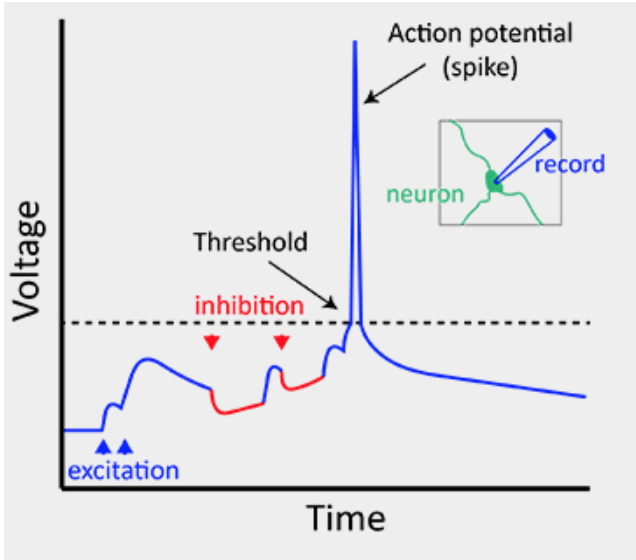 Action potential
(spike)
record
neuron
Threshold
inhibition
Voltage
excitation
Time